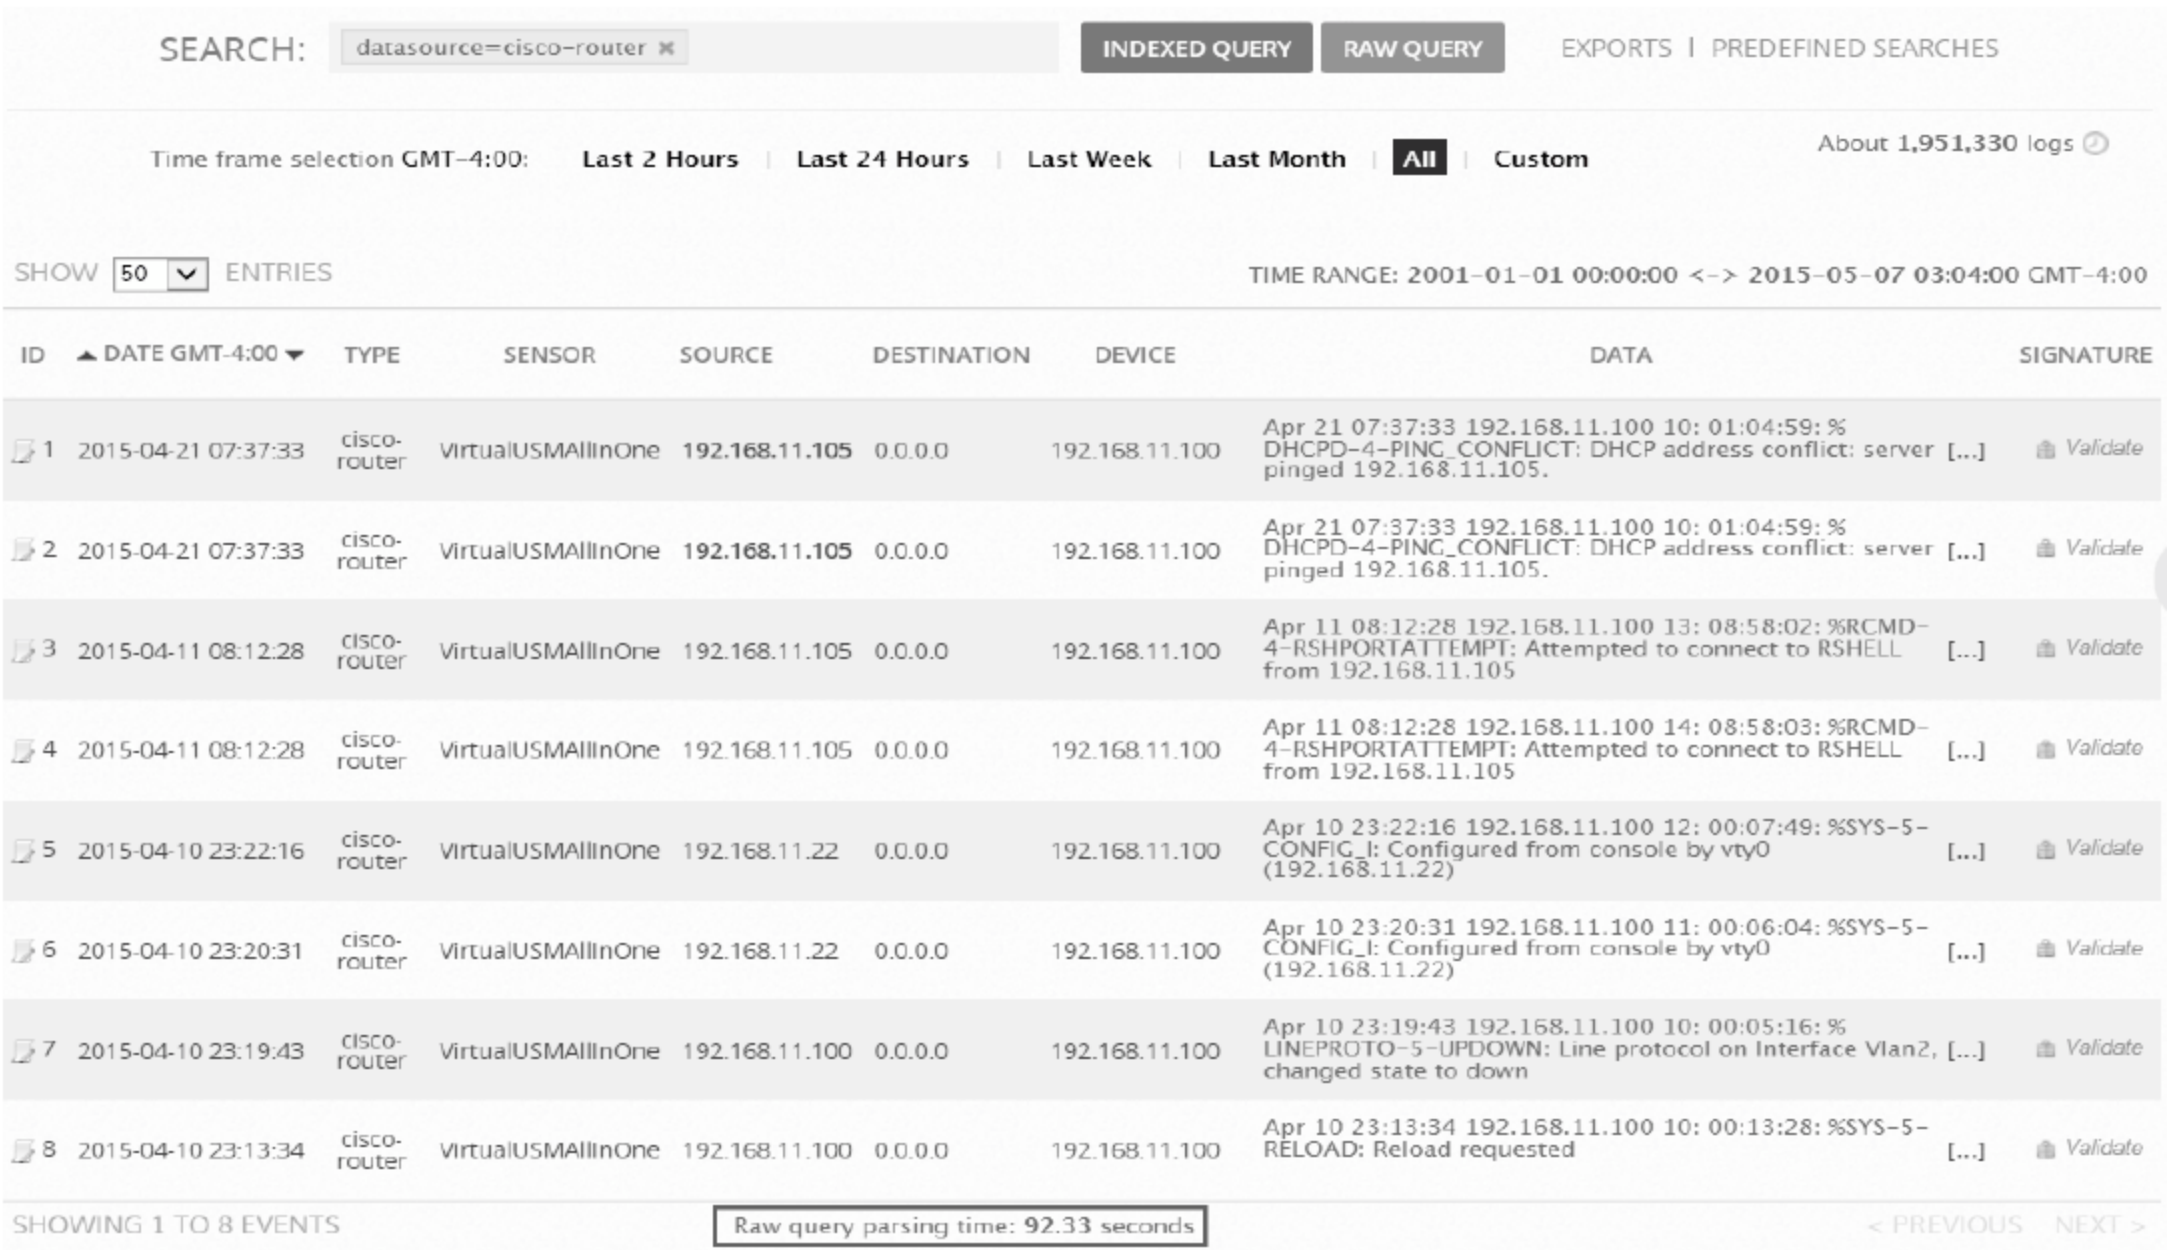 SEARCH: datasource=cisco-router ✖ INDEXED QUERY RAW QUERY EXPORTS | PREDEFINED SEARCHES
Time frame selection GMT-4:00: Last 2 Hours | Last 24 Hours | Last Week | Last Month | All | Custom
About 1,951,330 logs
SHOW 50 ENTRIES
TIME RANGE: 2001-01-01 00:00:00 <-> 2015-05-07 03:04:00 GMT-4:00
ID DATE GMT-4:00 TYPE SENSOR SOURCE DESTINATION DEVICE DATA SIGNATURE
1 2015-04-21 07:37:33 cisco-router VirtualUSMAllInOne 192.168.11.105 0.0.0.0 192.168.11.100
Apr 21 07:37:33 192.168.11.100 10: 01:04:59: %
DHCPD-4-PING_CONFLICT: DHCP address conflict: server [...] Validate
pinged 192.168.11.105.
2 2015-04-21 07:37:33 cisco-router VirtualUSMAllInOne 192.168.11.105 0.0.0.0 192.168.11.100
Apr 21 07:37:33 192.168.11.100 10: 01:04:59: %
DHCPD-4-PING_CONFLICT: DHCP address conflict: server [...] Validate
pinged 192.168.11.105.
3 2015-04-11 08:12:28 cisco-router VirtualUSMAllInOne 192.168.11.105 0.0.0.0 192.168.11.100
Apr 11 08:12:28 192.168.11.100 13: 08:58:02: %RCMD-
4-RSHPORTATTEMPT: Attempted to connect to RSHELL [...] Validate
from 192.168.11.105
4 2015-04-11 08:12:28 cisco-router VirtualUSMAllInOne 192.168.11.105 0.0.0.0 192.168.11.100
Apr 11 08:12:28 192.168.11.100 14: 08:58:03: %RCMD-
4-RSHPORTATTEMPT: Attempted to connect to RSHELL [...] Validate
from 192.168.11.105
5 2015-04-10 23:22:16 cisco-router VirtualUSMAllInOne 192.168.11.22 0.0.0.0 192.168.11.100
Apr 10 23:22:16 192.168.11.100 12: 00:07:49: %SYS-5-
CONFIG_I: Configured from console by vty0 [...] Validate
(192.168.11.22)
6 2015-04-10 23:20:31 cisco-router VirtualUSMAllInOne 192.168.11.22 0.0.0.0 192.168.11.100
Apr 10 23:20:31 192.168.11.100 11: 00:06:04: %SYS-5-
CONFIG_I: Configured from console by vty0 [...] Validate
(192.168.11.22)
7 2015-04-10 23:19:43 cisco-router VirtualUSMAllInOne 192.168.11.100 0.0.0.0 192.168.11.100
Apr 10 23:19:43 192.168.11.100 10: 00:05:16: %
LINEPROTO-5-UPDOWN: Line protocol on Interface Vlan2, [...] Validate
changed state to down
8 2015-04-10 23:13:34 cisco-router VirtualUSMAllInOne 192.168.11.100 0.0.0.0 192.168.11.100
Apr 10 23:13:34 192.168.11.100 10: 00:13:28: %SYS-5-
RELOAD: Reload requested [...] Validate
SHOWING 1 TO 8 EVENTS Raw query parsing time: 92.33 seconds < PREVIOUS NEXT >